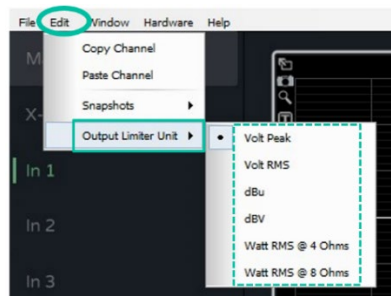 File Edit Window Hardware Help
Copy Channel
Paste Channel
Snapshots
Output Limiter Unit
Volt Peak
Volt RMS
dBu
dBV
Watt RMS @ 4 Ohms
Watt RMS @ 8 Ohms
In 1
In 2
In 3